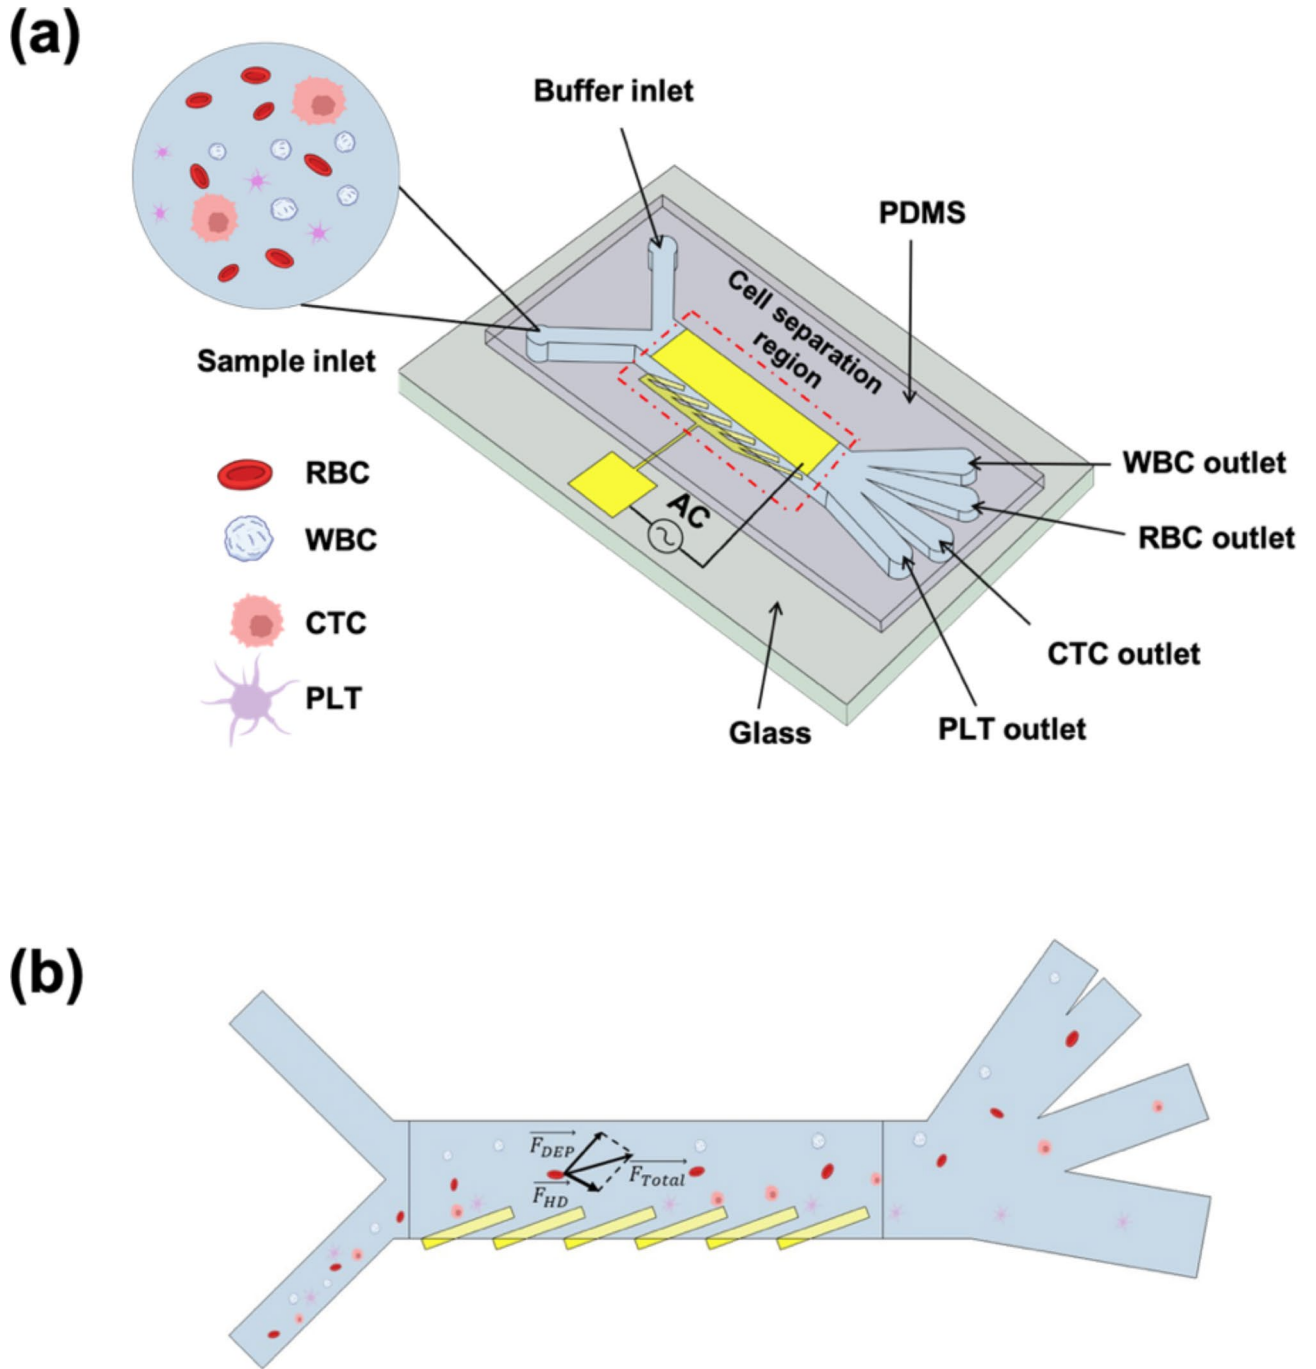 (a)
Buffer inlet
PDMS
Cell separation
region
Sample inlet
RBC
WBC
CTC
PLT
AC
WBC outlet
RBC outlet
CTC outlet
PLT outlet
Glass
(b)
F_DEP
F_Total
F_HD